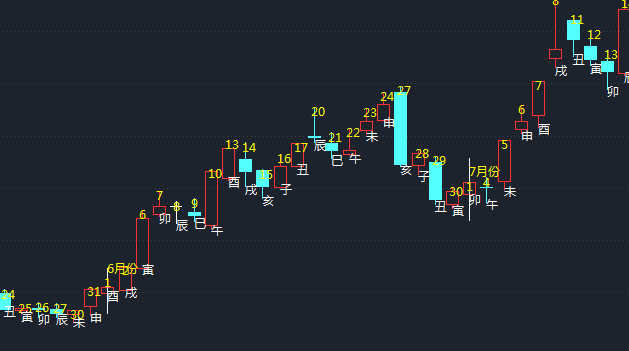 24
丑
25
寅
26
卯
27
辰
30
未
31
申
6月份
1
酉
2
戌
6
寅
7
卯
8
辰
9
巳
10
午
13
酉
14
戌
15
亥
16
子
17
丑
20
辰
21
巳
22
午
23
未
24
申
27
亥
28
子
29
丑
30
寅
7月份
1
卯
4
午
5
未
6
申
7
酉
8
戌
11
丑
12
寅
13
卯